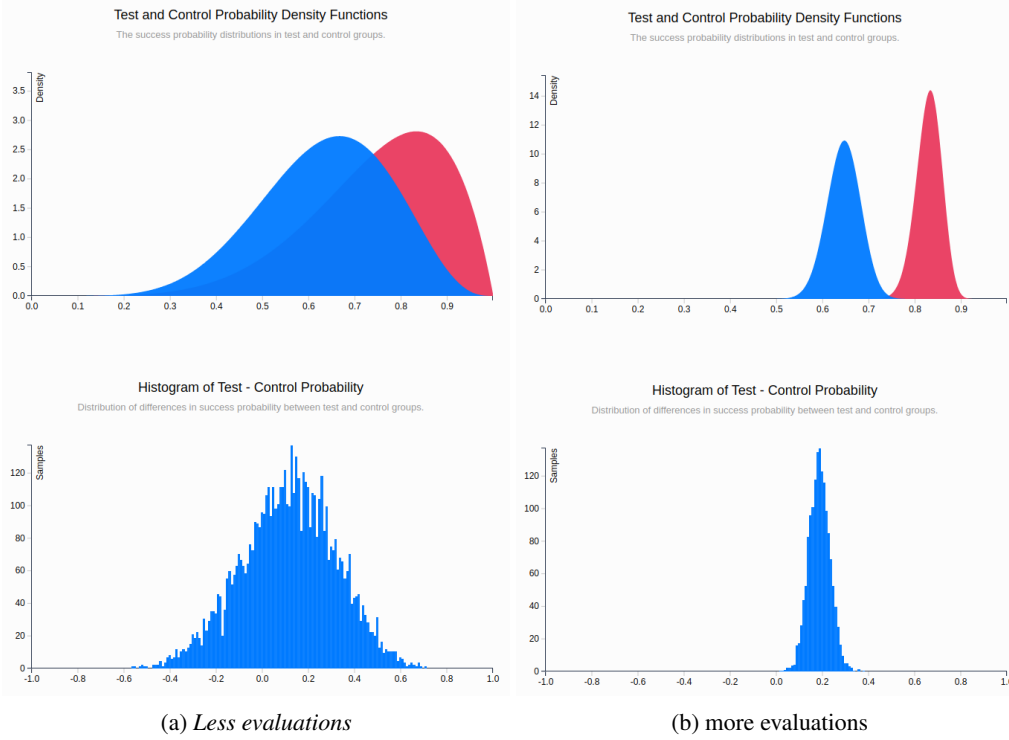 Test and Control Probability Density Functions
The success probability distributions in test and control groups.
Density
3.5
3.0
2.5
2.0
1.5
1.0
0.5
0.0
0.0 0.1 0.2 0.3 0.4 0.5 0.6 0.7 0.8 0.9
Histogram of Test - Control Probability
Distribution of differences in success probability between test and control groups.
Samples
120
100
80
60
40
20
0
-1.0 -0.8 -0.6 -0.4 -0.2 0.0 0.2 0.4 0.6 0.8 1.0
(a) Less evaluations
Test and Control Probability Density Functions
The success probability distributions in test and control groups.
Density
14
12
10
8
6
4
2
0
0.0 0.1 0.2 0.3 0.4 0.5 0.6 0.7 0.8 0.9
Histogram of Test - Control Probability
Distribution of differences in success probability between test and control groups.
Samples
120
100
80
60
40
20
0
-1.0 -0.8 -0.6 -0.4 -0.2 0.0 0.2 0.4 0.6 0.8 1.0
(b) more evaluations